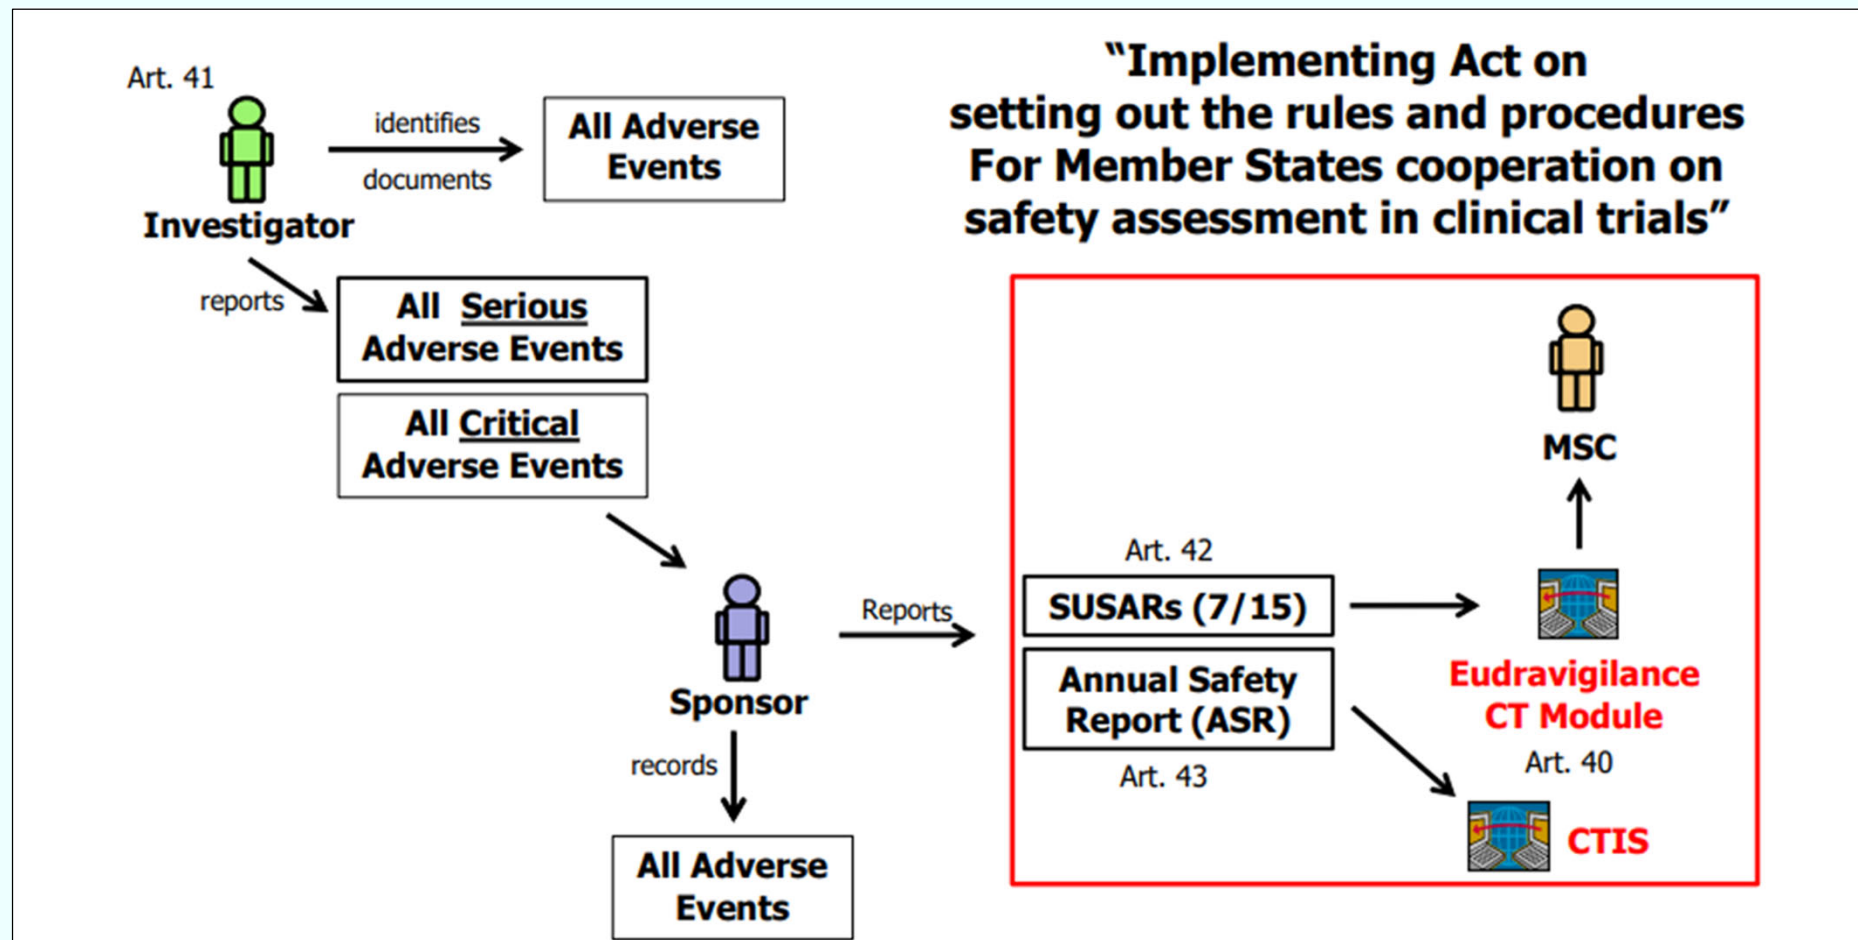 Art. 41
identifies
documents
All Adverse
Events
Investigator
reports
All Serious
Adverse Events
All Critical
Adverse Events
Sponsor
records
All Adverse
Events
Reports
“Implementing Act on
setting out the rules and procedures
For Member States cooperation on
safety assessment in clinical trials”
Art. 42
SUSARs (7/15)
Annual Safety
Report (ASR)
Art. 43
MSC
Eudravigilance
CT Module
Art. 40
CTIS